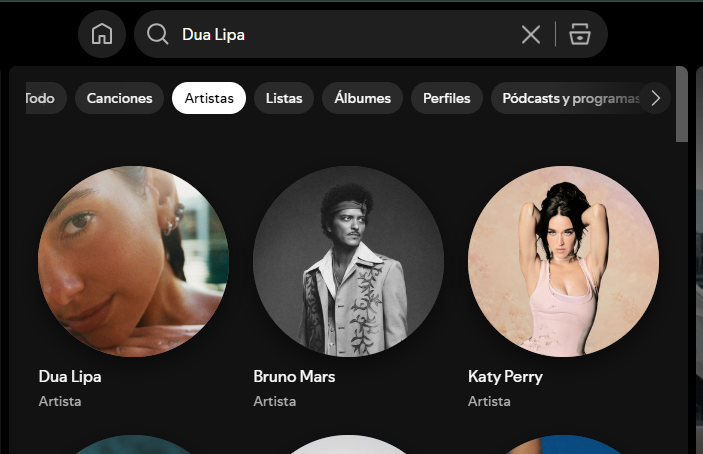 Dua Lipa
Todo Canciones Artistas Listas Álbumes Perfiles Pódcasts y programas
Dua Lipa Bruno Mars Katy Perry
Artista Artista Artista